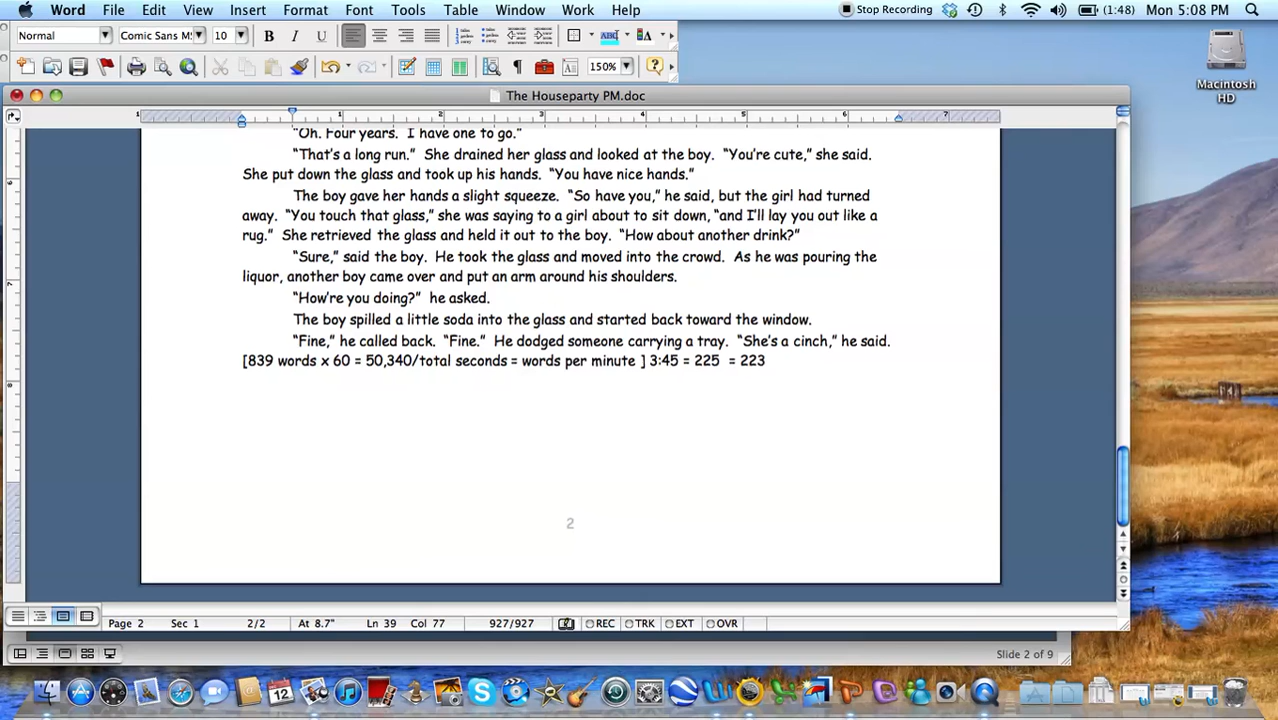 Word File Edit View Insert Format Font Tools Table Window Work Help Stop Recording (1:48) Mon 5:08 PM
Normal Comic Sans MS 10 B I U ABC A
150%
The Houseparty PM.doc
Macintosh HD
1 1 2 3 4 5 6 7
"Oh. Four years. I have one to go."
"That's a long run." She drained her glass and looked at the boy. "You're cute," she said.
She put down the glass and took up his hands. "You have nice hands."
The boy gave her hands a slight squeeze. "So have you," he said, but the girl had turned
away. "You touch that glass," she was saying to a girl about to sit down, "and I'll lay you out like a
rug." She retrieved the glass and held it out to the boy. "How about another drink?"
"Sure," said the boy. He took the glass and moved into the crowd. As he was pouring the
liquor, another boy came over and put an arm around his shoulders.
"How're you doing?" he asked.
The boy spilled a little soda into the glass and started back toward the window.
"Fine," he called back. "Fine." He dodged someone carrying a tray. "She's a cinch," he said.
[839 words x 60 = 50,340/total seconds = words per minute ] 3:45 = 225 = 223
2
Page 2 Sec 1 2/2 At 8.7" Ln 39 Col 77 927/927 REC TRK EXT OVR
Slide 2 of 9